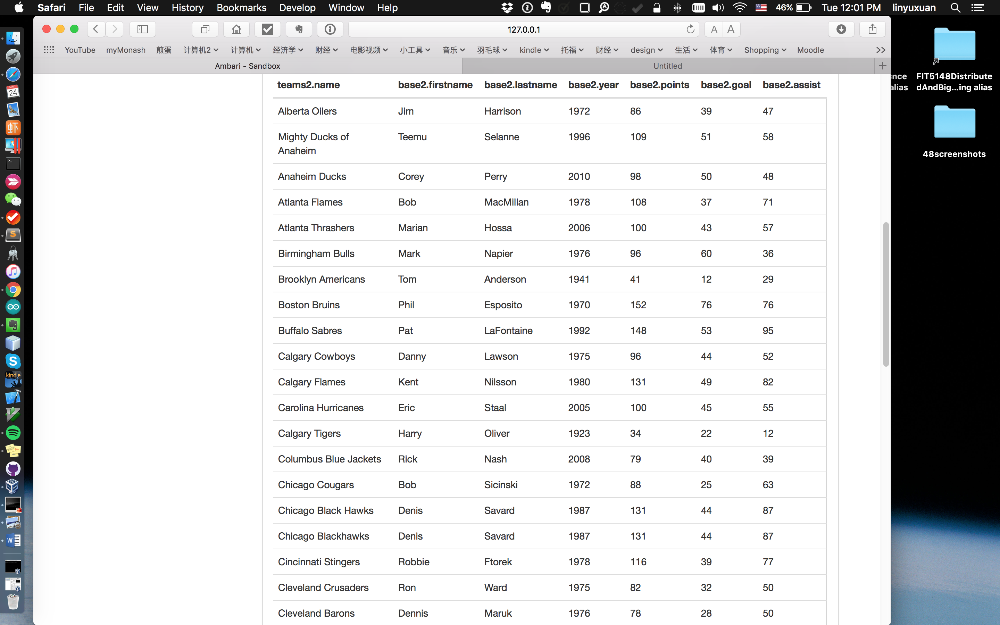 Safari File Edit View History Bookmarks Develop Window Help 46% Tue 12:01 PM linyuxuan
127.0.0.1 A A
YouTube myMonash 煎蛋 计算机2 计算机 经济学 财经 电影视频 小工具 音乐 羽毛球 kindle 托福 财经 design 生活 体育 Shopping Moodle
Ambari - Sandbox Untitled
teams2.name base2.firstname base2.lastname base2.year base2.points base2.goal base2.assist
Alberta Oilers Jim Harrison 1972 86 39 47
Mighty Ducks of
Anaheim Teemu Selanne 1996 109 51 58
Anaheim Ducks Corey Perry 2010 98 50 48
Atlanta Flames Bob MacMillan 1978 108 37 71
Atlanta Thrashers Marian Hossa 2006 100 43 57
Birmingham Bulls Mark Napier 1976 96 60 36
Brooklyn Americans Tom Anderson 1941 41 12 29
Boston Bruins Phil Esposito 1970 152 76 76
Buffalo Sabres Pat LaFontaine 1992 148 53 95
Calgary Cowboys Danny Lawson 1975 96 44 52
Calgary Flames Kent Nilsson 1980 131 49 82
Carolina Hurricanes Eric Staal 2005 100 45 55
Calgary Tigers Harry Oliver 1923 34 22 12
Columbus Blue Jackets Rick Nash 2008 79 40 39
Chicago Cougars Bob Sicinski 1972 88 25 63
Chicago Black Hawks Denis Savard 1987 131 44 87
Chicago Blackhawks Denis Savard 1987 131 44 87
Cincinnati Stingers Robbie Ftorek 1978 116 39 77
Cleveland Crusaders Ron Ward 1975 82 32 50
Cleveland Barons Dennis Maruk 1976 78 28 50
nce FIT5148Distribute
alias dAndBig...ing alias
48screenshots
MAY
24
虾
S
kindle
W